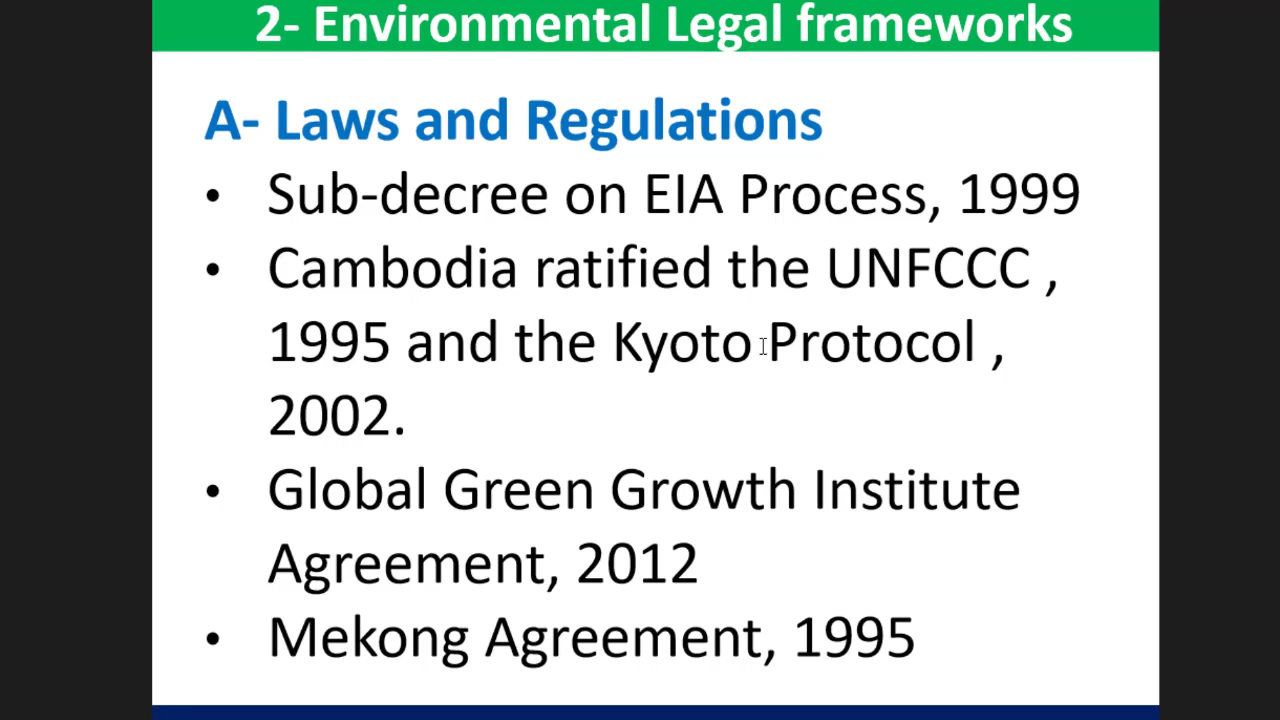 2- Environmental Legal frameworks
A- Laws and Regulations
• Sub-decree on EIA Process, 1999
• Cambodia ratified the UNFCCC ,
1995 and the Kyoto Protocol ,
2002.
• Global Green Growth Institute
Agreement, 2012
• Mekong Agreement, 1995